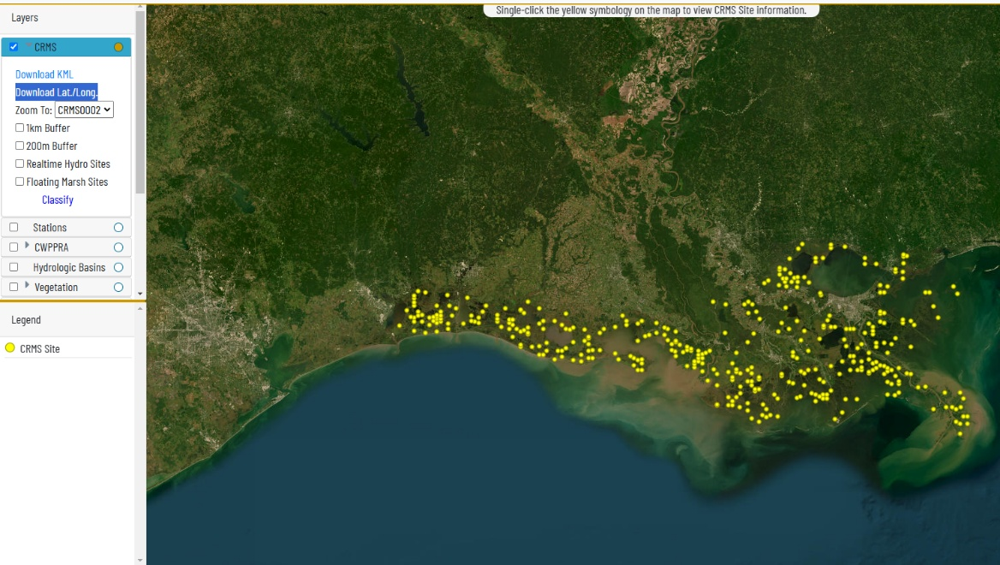 Layers
Single-click the yellow symbology on the map to view CRMS Site information.
CRMS
Download KML
Download Lat./Long.
Zoom To: CRMS0002
1km Buffer
200m Buffer
Realtime Hydro Sites
Floating Marsh Sites
Classify
Stations
CWPPRA
Hydrologic Basins
Vegetation
Legend
CRMS Site